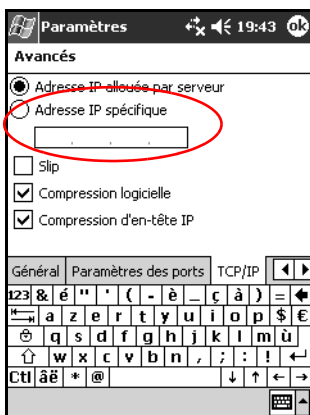 Paramètres 19:43 ok
Avancés
Adresse IP allouée par serveur
Adresse IP spécifique
. . .
Slip
Compression logicielle
Compression d'en-tête IP
Général Paramètres des ports TCP/IP
123 & é " ' ( - è _ ç à ) =
a z e r t y u i o p $ €
q s d f g h j k l m ù
w x c v b n , ; : !
Ctl âë * @